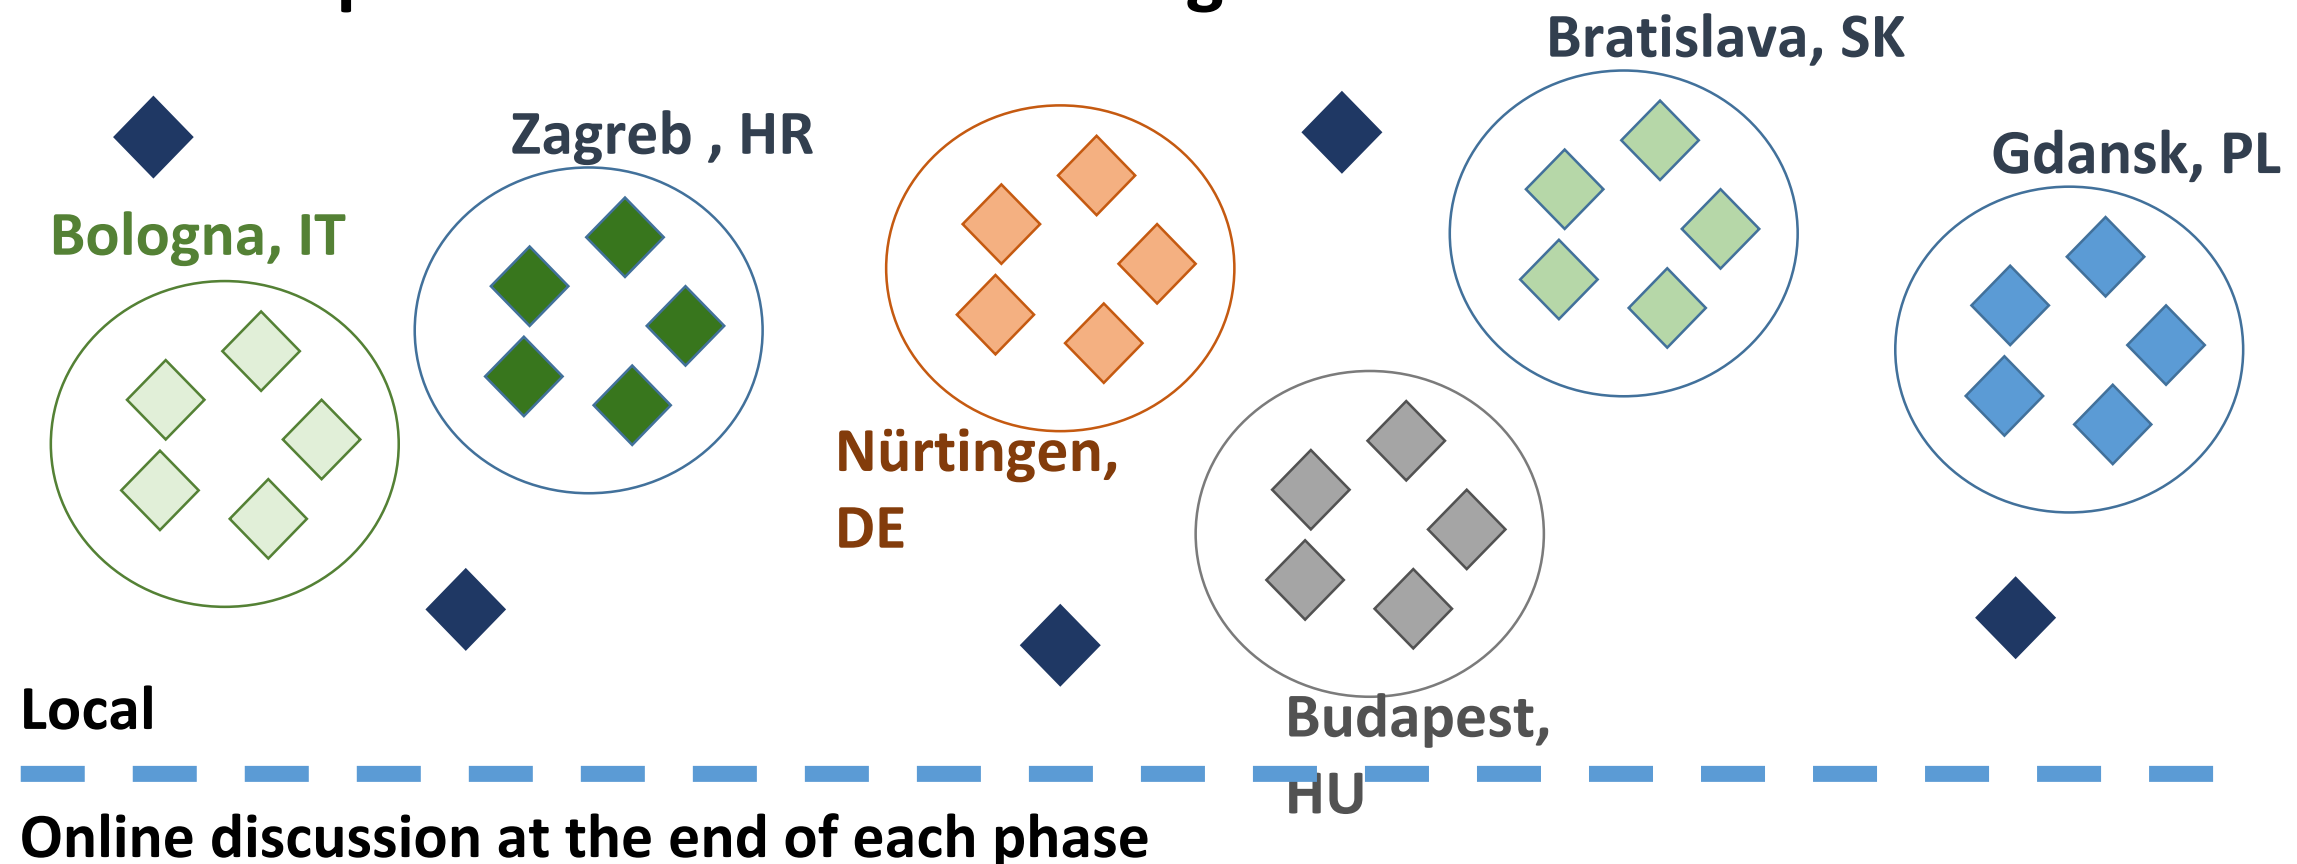 Bratislava, SK
Zagreb , HR
Gdansk, PL
Bologna, IT
Nürtingen,
DE
Local
Budapest,
HU
Online discussion at the end of each phase